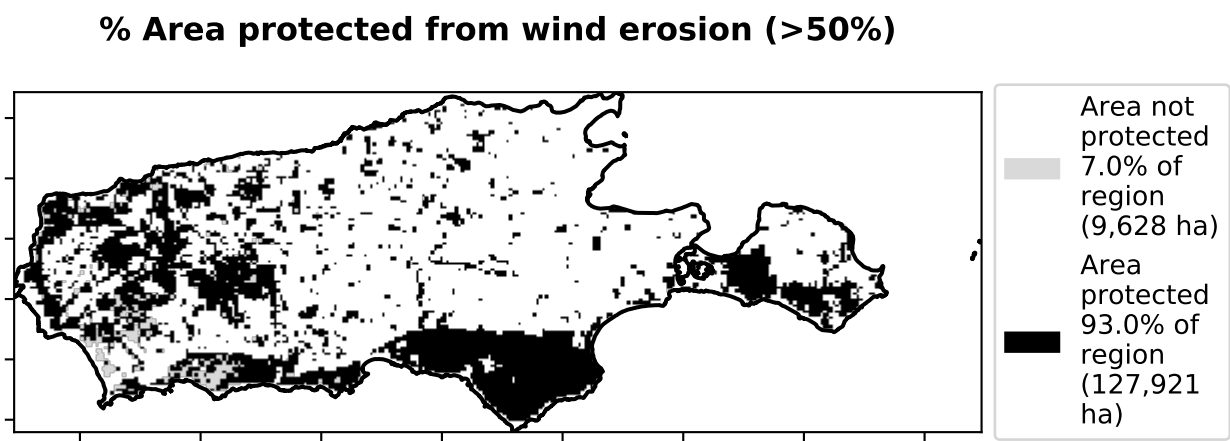 % Area protected from wind erosion (>50%)
Area not
protected
7.0% of
region
(9,628 ha)
Area
protected
93.0% of
region
(127,921
ha)